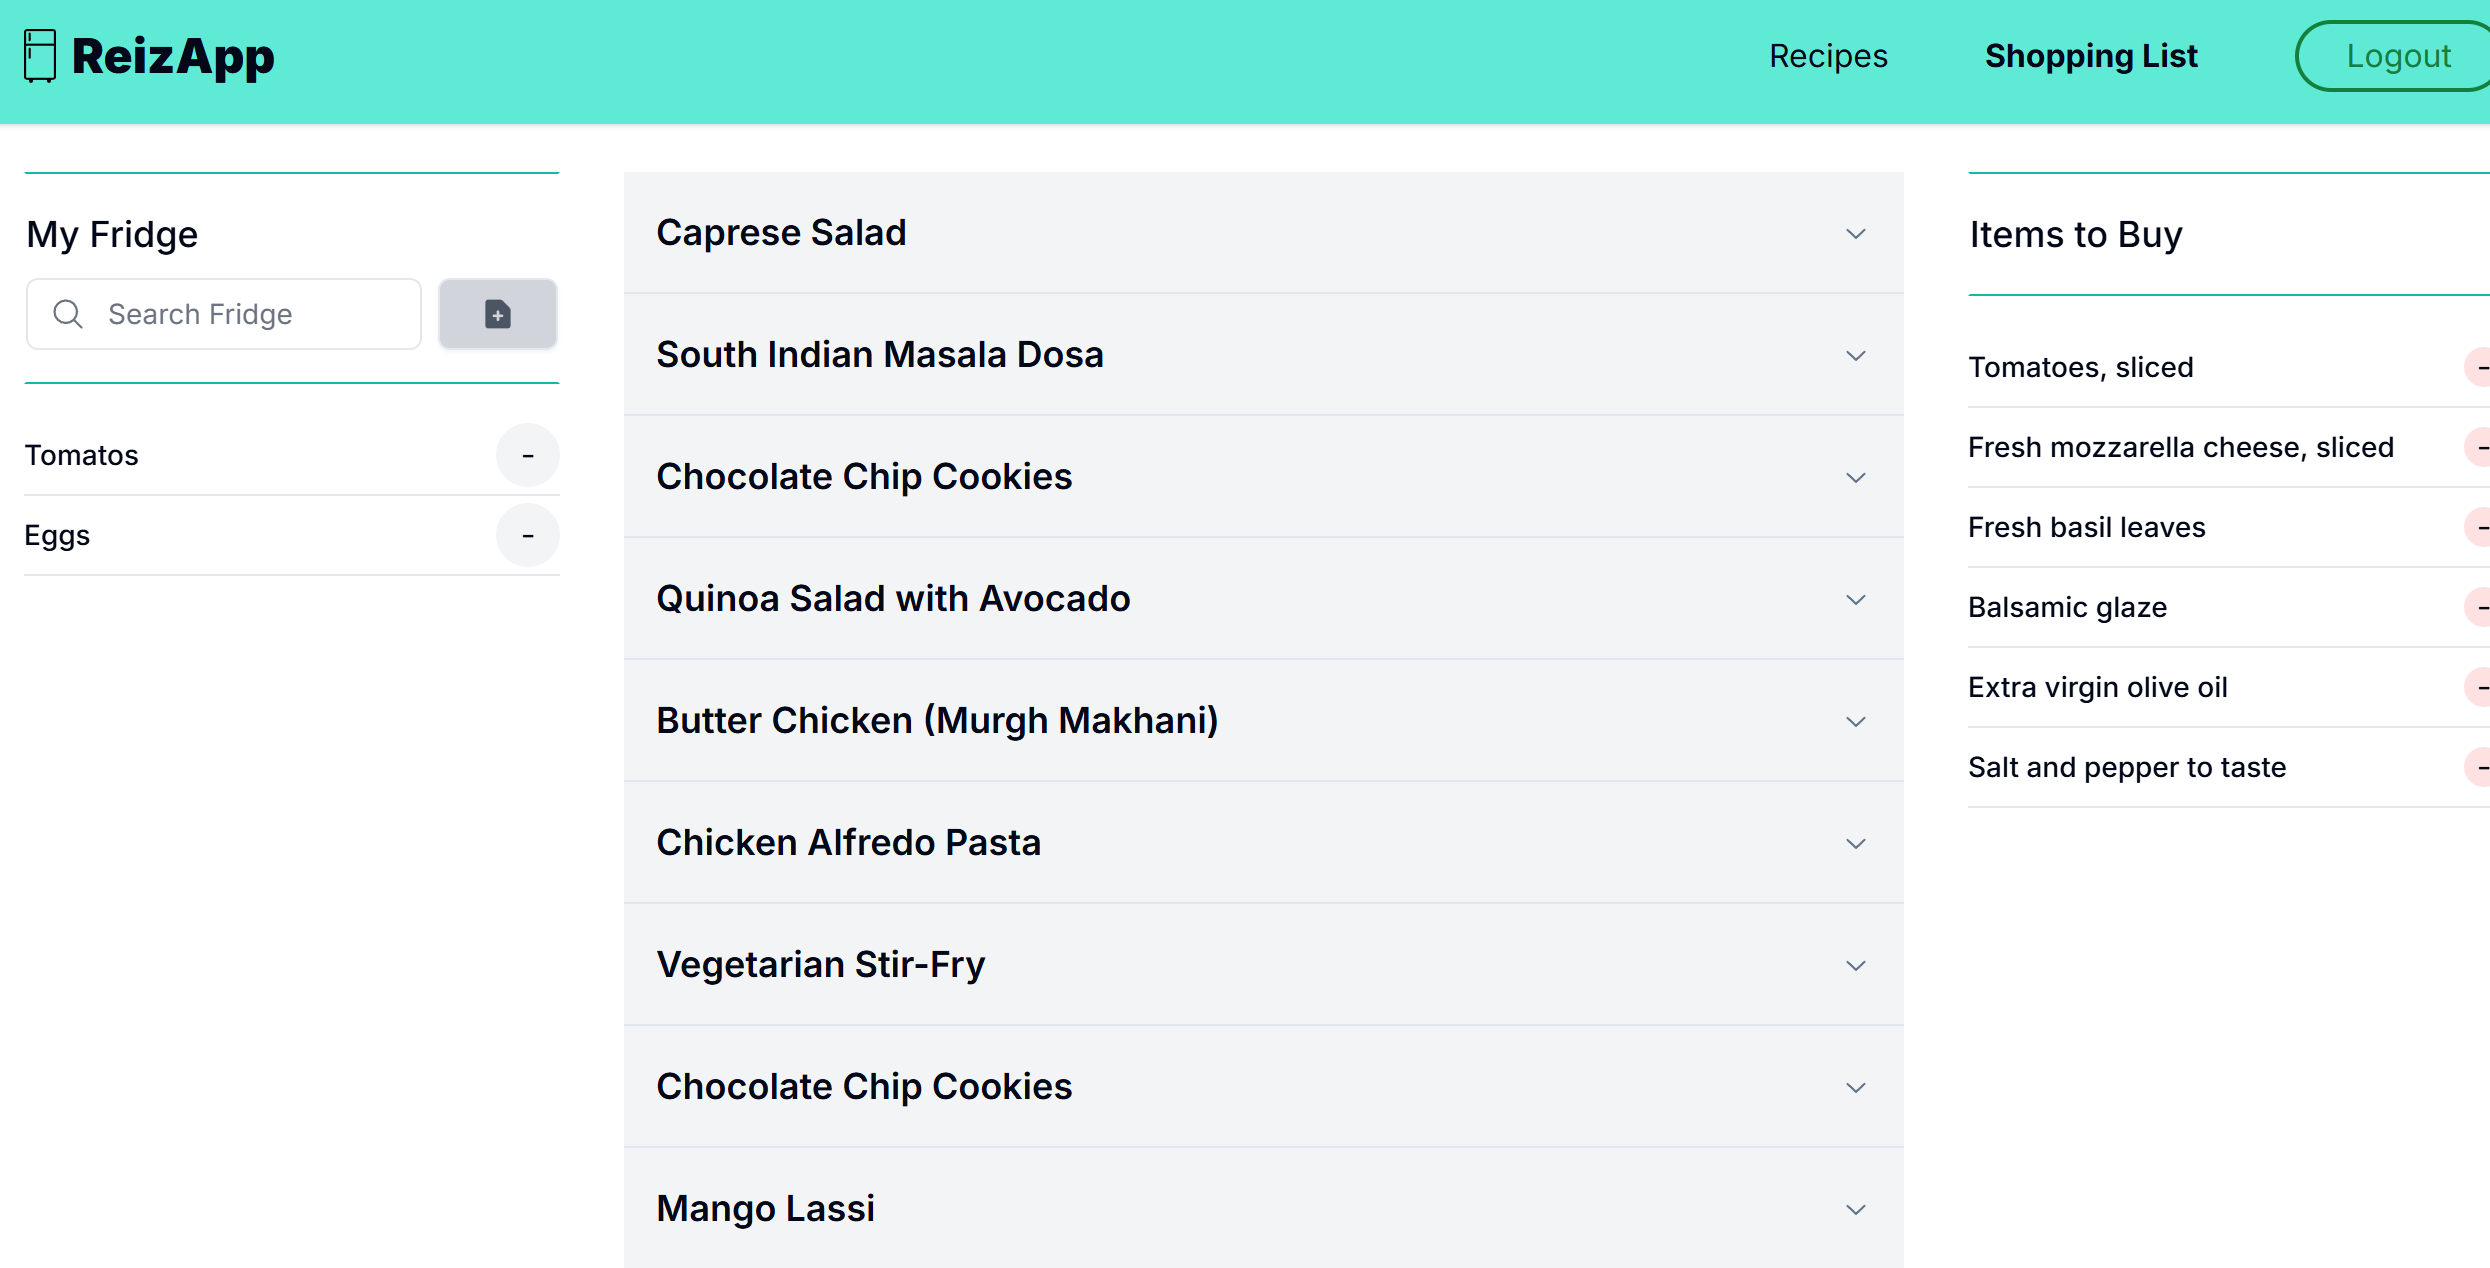 ReizApp
Recipes
Shopping List
Logout
My Fridge
Search Fridge
Tomatos
-
Eggs
-
Caprese Salad
South Indian Masala Dosa
Chocolate Chip Cookies
Quinoa Salad with Avocado
Butter Chicken (Murgh Makhani)
Chicken Alfredo Pasta
Vegetarian Stir-Fry
Chocolate Chip Cookies
Mango Lassi
Items to Buy
Tomatoes, sliced
-
Fresh mozzarella cheese, sliced
-
Fresh basil leaves
-
Balsamic glaze
-
Extra virgin olive oil
-
Salt and pepper to taste
-